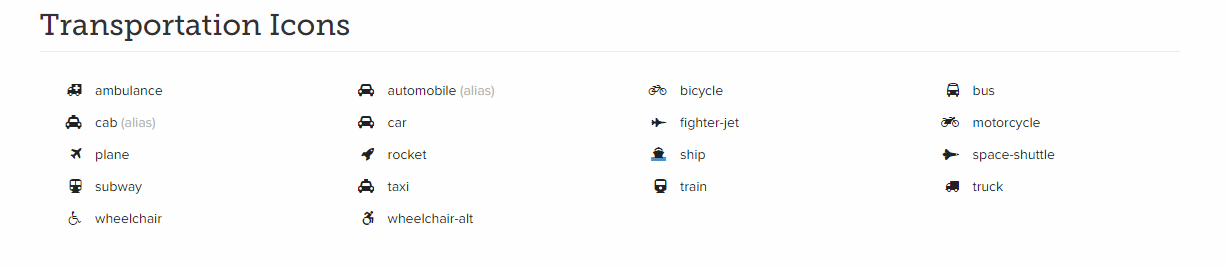 Transportation Icons
ambulance automobile (alias) bicycle bus
cab (alias) car fighter-jet motorcycle
plane rocket ship space-shuttle
subway taxi train truck
wheelchair wheelchair-alt